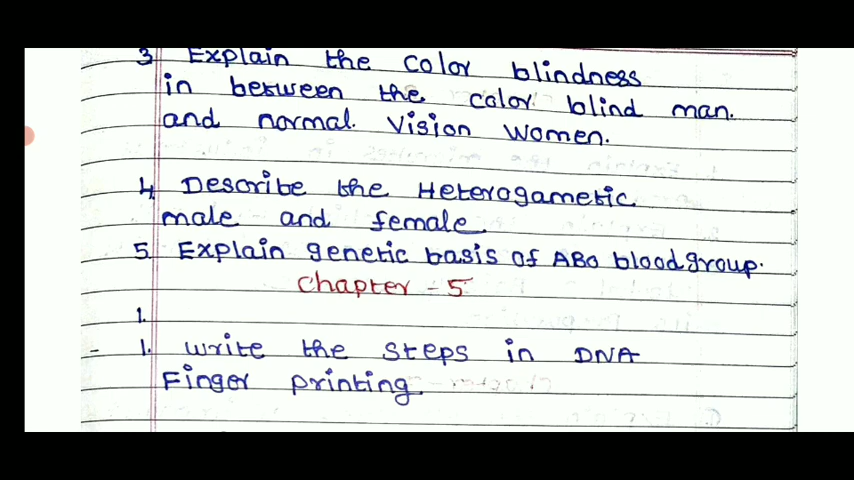 3 Explain the color blindness
in between the color blind man.
and normal vision women.
4, Describe the Heterogametic
male and female
5 Explain genetic basis of ABO bloodgroup.
Chapter - 5
1.
- 1. write the steps in DNA
Finger printing